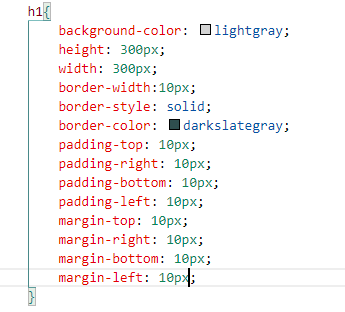 h1{
background-color: lightgray;
height: 300px;
width: 300px;
border-width:10px;
border-style: solid;
border-color: darkslategray;
padding-top: 10px;
padding-right: 10px;
padding-bottom: 10px;
padding-left: 10px;
margin-top: 10px;
margin-right: 10px;
margin-bottom: 10px;
margin-left: 10px;
}